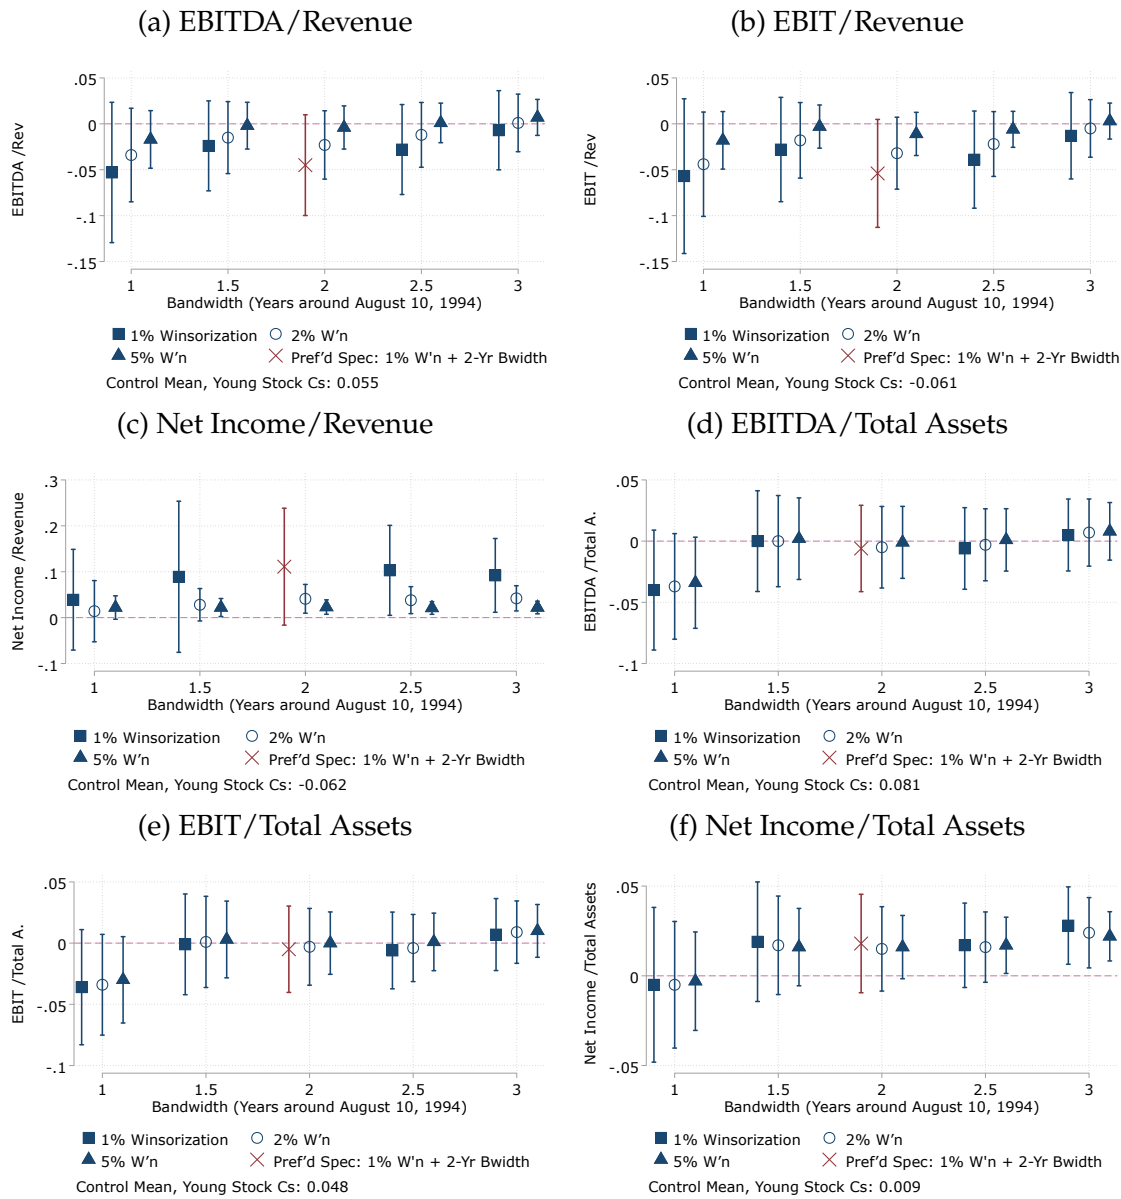 (a) EBITDA/Revenue
EBITDA /Rev
.05
0
-.05
-.1
-.15
1 1.5 2 2.5 3
Bandwidth (Years around August 10, 1994)
1% Winsorization 2% W'n
5% W'n Pref'd Spec: 1% W'n + 2-Yr Bwidth
Control Mean, Young Stock Cs: 0.055
(b) EBIT/Revenue
EBIT /Rev
.05
0
-.05
-.1
-.15
1 1.5 2 2.5 3
Bandwidth (Years around August 10, 1994)
1% Winsorization 2% W'n
5% W'n Pref'd Spec: 1% W'n + 2-Yr Bwidth
Control Mean, Young Stock Cs: -0.061
(c) Net Income/Revenue
Net Income /Revenue
.3
.2
.1
0
-.1
1 1.5 2 2.5 3
Bandwidth (Years around August 10, 1994)
1% Winsorization 2% W'n
5% W'n Pref'd Spec: 1% W'n + 2-Yr Bwidth
Control Mean, Young Stock Cs: -0.062
(d) EBITDA/Total Assets
EBITDA /Total A.
.05
0
-.05
-.1
1 1.5 2 2.5 3
Bandwidth (Years around August 10, 1994)
1% Winsorization 2% W'n
5% W'n Pref'd Spec: 1% W'n + 2-Yr Bwidth
Control Mean, Young Stock Cs: 0.081
(e) EBIT/Total Assets
EBIT /Total A.
.05
0
-.05
-.1
1 1.5 2 2.5 3
Bandwidth (Years around August 10, 1994)
1% Winsorization 2% W'n
5% W'n Pref'd Spec: 1% W'n + 2-Yr Bwidth
Control Mean, Young Stock Cs: 0.048
(f) Net Income/Total Assets
Net Income /Total Assets
.05
0
-.05
1 1.5 2 2.5 3
Bandwidth (Years around August 10, 1994)
1% Winsorization 2% W'n
5% W'n Pref'd Spec: 1% W'n + 2-Yr Bwidth
Control Mean, Young Stock Cs: 0.009